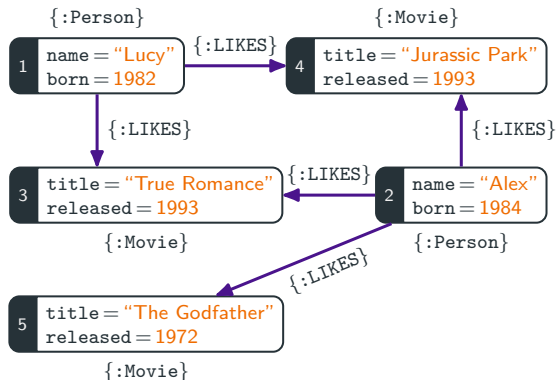 {:Person}
{:Movie}
1
name = "Lucy"
born = 1982
{:LIKES}
4
title = "Jurassic Park"
released = 1993
{:LIKES}
{:LIKES}
3
title = "True Romance"
released = 1993
{:LIKES}
2
name = "Alex"
born = 1984
{:Movie}
{:Person}
{:LIKES}
5
title = "The Godfather"
released = 1972
{:Movie}